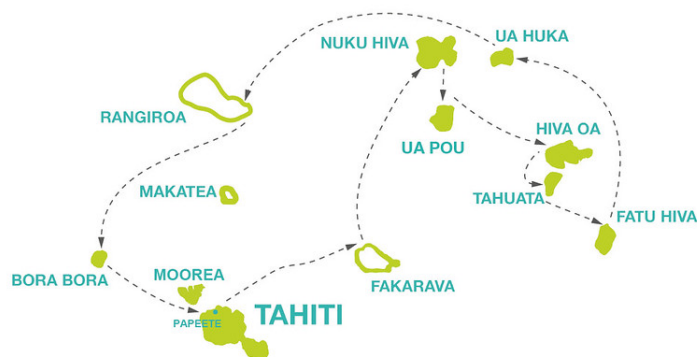 UA HUKA
NUKU HIVA
RANGIROA
HIVA OA
UA POU
MAKATEA
TAHUATA
FATU HIVA
MOOREA
BORA BORA
FAKARAVA
TAHITI
PAPEETE